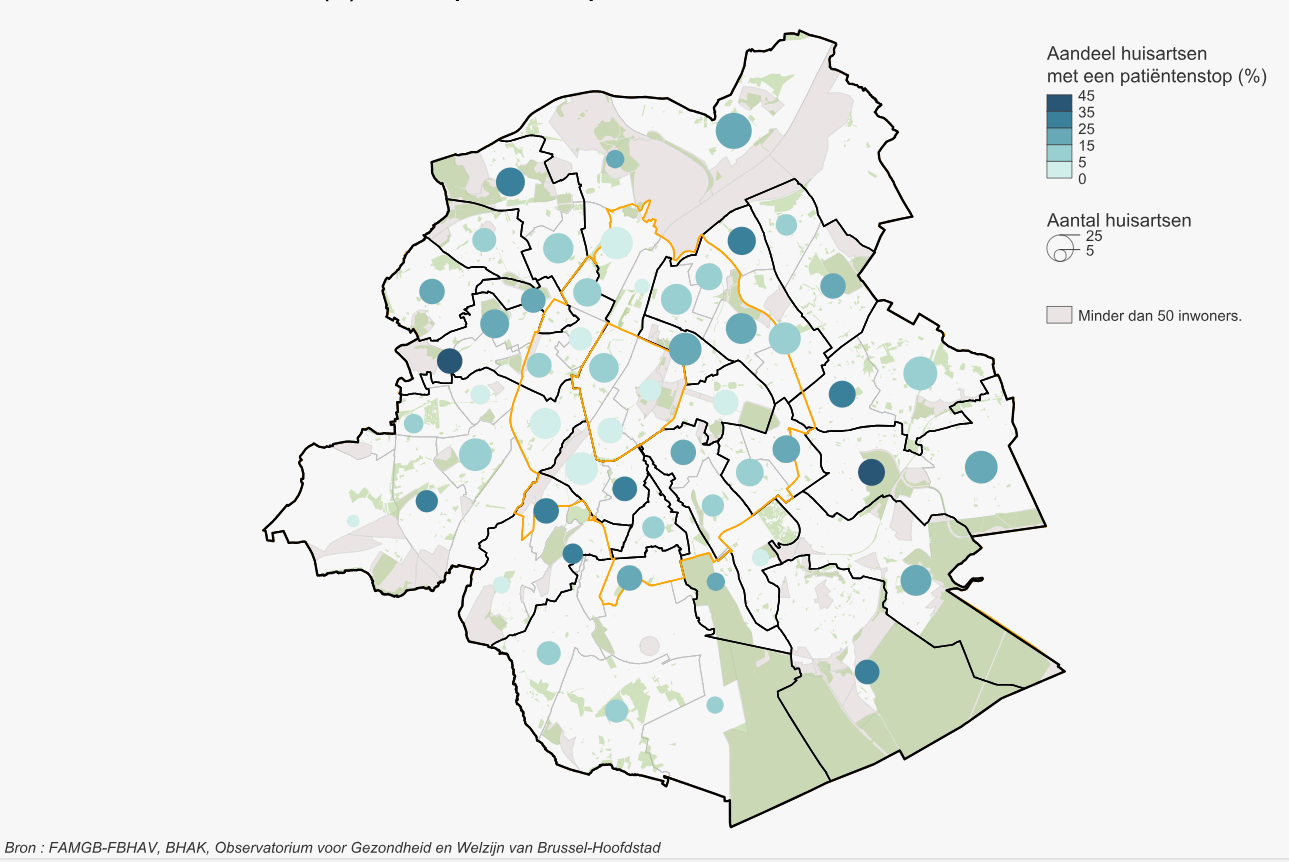 Aandeel huisartsen
met een patiëntenstop (%)
45
35
25
15
5
0
Aantal huisartsen
25
5
Minder dan 50 inwoners.
Bron : FAMGB-FBHAV, BHAK, Observatorium voor Gezondheid en Welzijn van Brussel-Hoofdstad